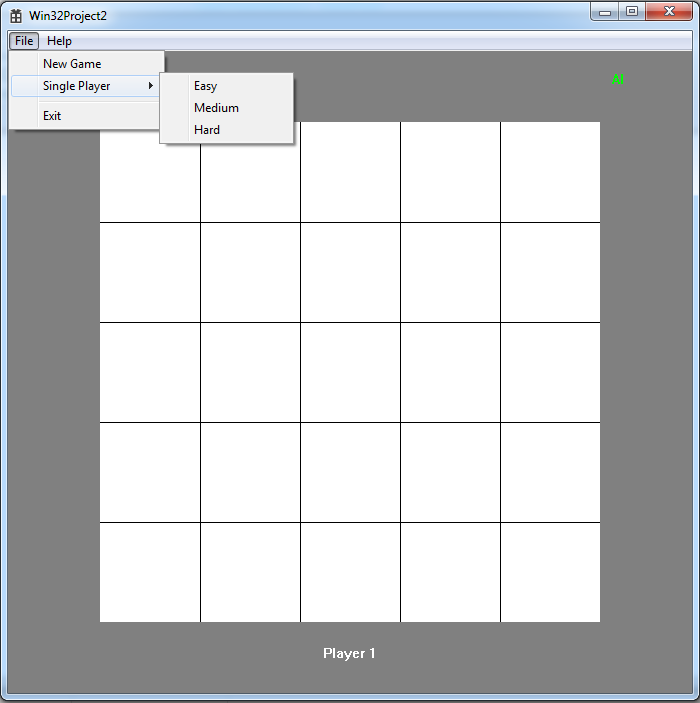 Win32Project2
File Help
New Game
Single Player
Easy
Medium
Hard
Exit
AI
Player 1